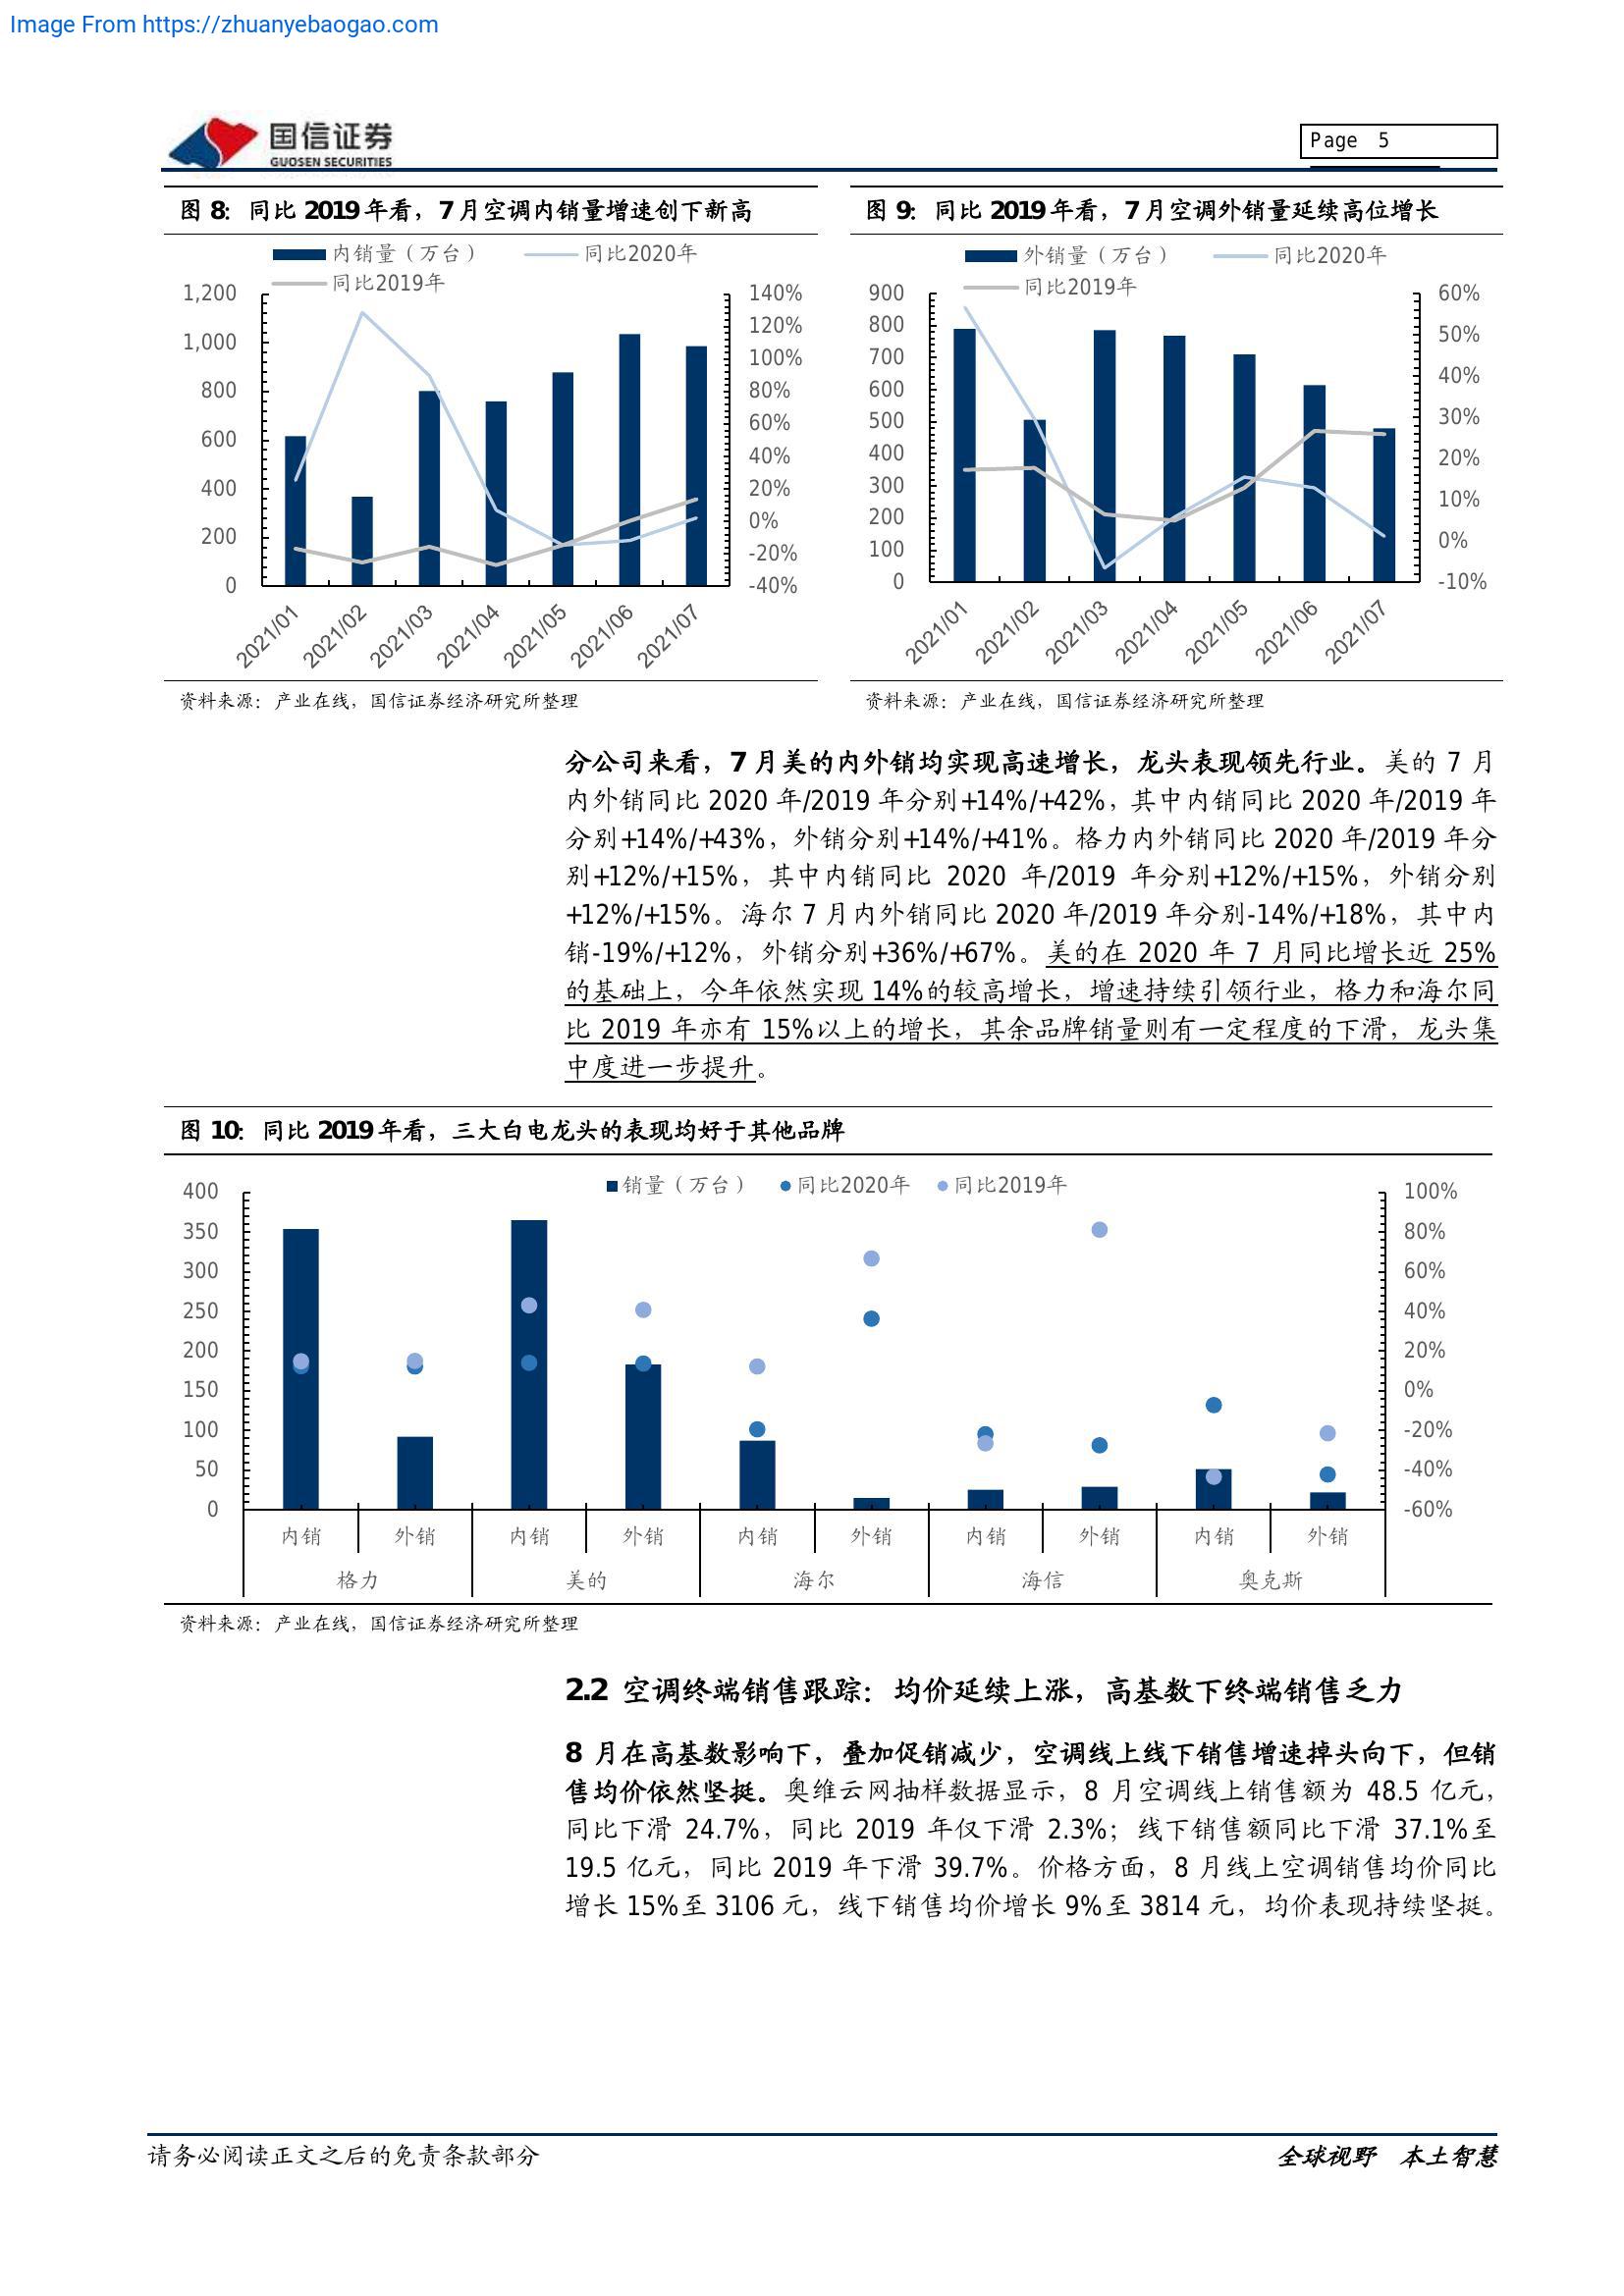 Image From https://zhuanyebaogao.com
国信证券
GUOSEN SECURITIES
Page 5
图 8: 同比 2019 年看，7 月空调内销量增速创下新高
内销量（万台）
同比2020年
同比2019年
1,200
1,000
800
600
400
200
0
140%
120%
100%
80%
60%
40%
20%
0%
-20%
-40%
2021/01
2021/02
2021/03
2021/04
2021/05
2021/06
2021/07
资料来源：产业在线，国信证券经济研究所整理
图 9: 同比 2019 年看，7 月空调外销量延续高位增长
外销量（万台）
同比2020年
同比2019年
900
800
700
600
500
400
300
200
100
0
60%
50%
40%
30%
20%
10%
0%
-10%
2021/01
2021/02
2021/03
2021/04
2021/05
2021/06
2021/07
资料来源：产业在线，国信证券经济研究所整理
分公司来看，7 月美的内外销均实现高速增长，龙头表现领先行业。美的 7 月
内外销同比 2020 年/2019 年分别+14%/+42%，其中内销同比 2020 年/2019 年
分别+14%/+43%，外销分别+14%/+41%。格力内外销同比 2020 年/2019 年分
别+12%/+15%，其中内销同比 2020 年/2019 年分别+12%/+15%，外销分别
+12%/+15%。海尔 7 月内外销同比 2020 年/2019 年分别-14%/+18%，其中内
销-19%/+12%，外销分别+36%/+67%。美的在 2020 年 7 月同比增长近 25%
的基础上，今年依然实现 14%的较高增长，增速持续引领行业，格力和海尔同
比 2019 年亦有 15%以上的增长，其余品牌销量则有一定程度的下滑，龙头集
中度进一步提升。
图 10: 同比 2019 年看，三大白电龙头的表现均好于其他品牌
销量（万台）
同比2020年
同比2019年
400
350
300
250
200
150
100
50
0
100%
80%
60%
40%
20%
0%
-20%
-40%
-60%
内销 外销 内销 外销 内销 外销 内销 外销 内销 外销
格力 美的 海尔 海信 奥克斯
资料来源：产业在线，国信证券经济研究所整理
2.2 空调终端销售跟踪：均价延续上涨，高基数下终端销售乏力
8 月在高基数影响下，叠加促销减少，空调线上线下销售增速掉头向下，但销
售均价依然坚挺。奥维云网抽样数据显示，8 月空调线上销售额为 48.5 亿元，
同比下滑 24.7%，同比 2019 年仅下滑 2.3%；线下销售额同比下滑 37.1%至
19.5 亿元，同比 2019 年下滑 39.7%。价格方面，8 月线上空调销售均价同比
增长 15%至 3106 元，线下销售均价增长 9%至 3814 元，均价表现持续坚挺。
请务必阅读正文之后的免责条款部分
全球视野 本土智慧